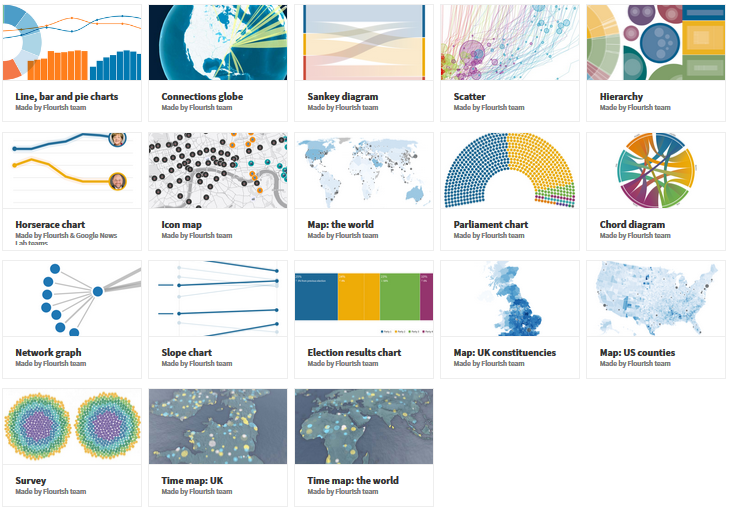 Line, bar and pie charts
Made by Flourish team
Connections globe
Made by Flourish team
Sankey diagram
Made by Flourish team
Scatter
Made by Flourish team
Hierarchy
Made by Flourish team
Horserace chart
Made by Flourish & Google News
Lab teams
Icon map
Made by Flourish team
Map: the world
Made by Flourish team
Parliament chart
Made by Flourish team
Chord diagram
Made by Flourish team
Network graph
Made by Flourish team
Slope chart
Made by Flourish team
Election results chart
Made by Flourish team
Map: UK constituencies
Made by Flourish team
Map: US counties
Made by Flourish team
Survey
Made by Flourish team
Time map: UK
Made by Flourish team
Time map: the world
Made by Flourish team